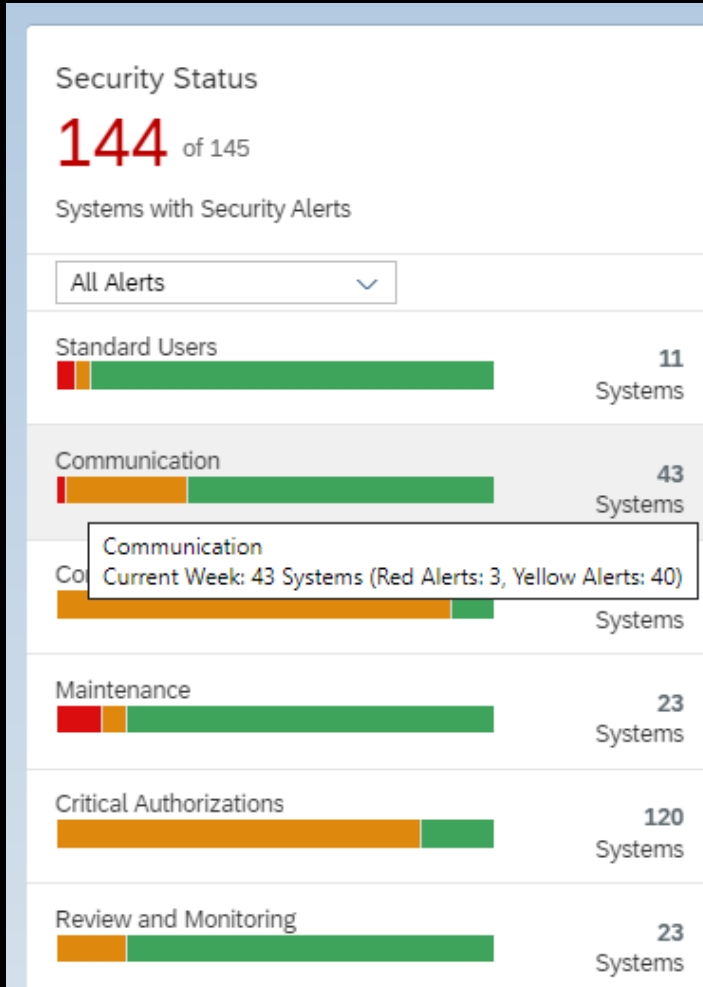 Security Status
144 of 145
Systems with Security Alerts
All Alerts
Standard Users
11
Systems
Communication
43
Systems
Communication
Current Week: 43 Systems (Red Alerts: 3, Yellow Alerts: 40)
Systems
Maintenance
23
Systems
Critical Authorizations
120
Systems
Review and Monitoring
23
Systems